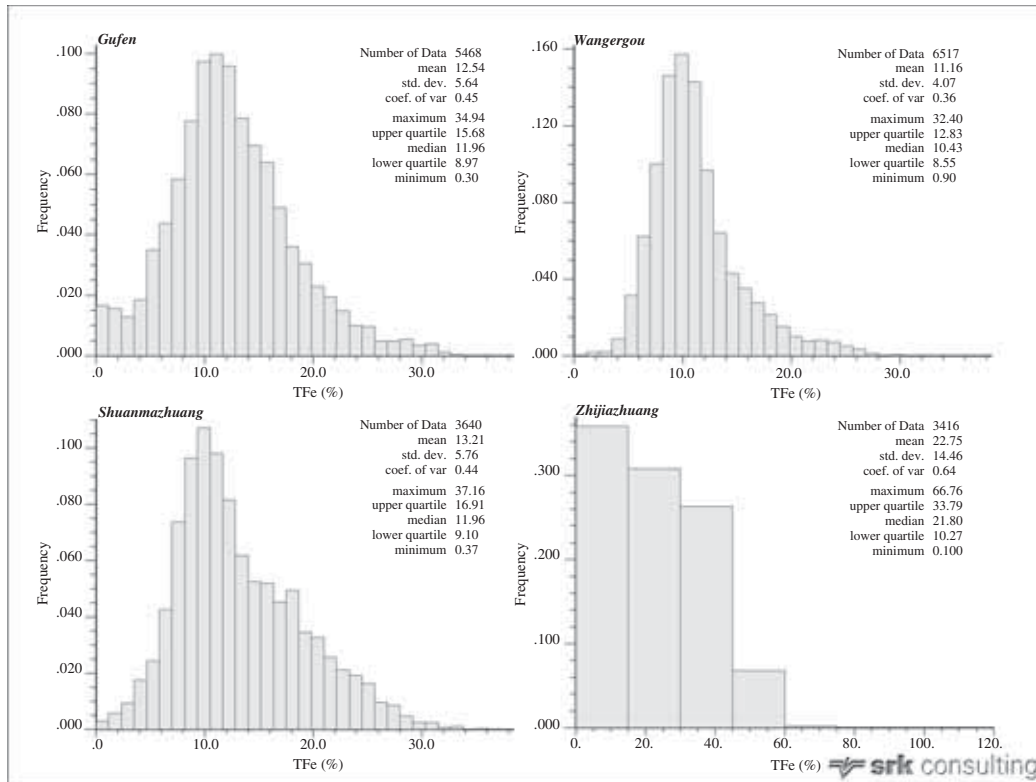 Gufen
Number of Data 5468
mean 12.54
std. dev. 5.64
coef. of var 0.45
maximum 34.94
upper quartile 15.68
median 11.96
lower quartile 8.97
minimum 0.30
Frequency
.100
.080
.060
.040
.020
.000
.0 10.0 20.0 30.0
TFe (%)
Wangergou
Number of Data 6517
mean 11.16
std. dev. 4.07
coef. of var 0.36
maximum 32.40
upper quartile 12.83
median 10.43
lower quartile 8.55
minimum 0.90
Frequency
.160
.120
.080
.040
.000
.0 10.0 20.0 30.0
TFe (%)
Shuanmazhuang
Number of Data 3640
mean 13.21
std. dev. 5.76
coef. of var 0.44
maximum 37.16
upper quartile 16.91
median 11.96
lower quartile 9.10
minimum 0.37
Frequency
.100
.080
.060
.040
.020
.000
.0 10.0 20.0 30.0
TFe (%)
Zhijiazhuang
Number of Data 3416
mean 22.75
std. dev. 14.46
coef. of var 0.64
maximum 66.76
upper quartile 33.79
median 21.80
lower quartile 10.27
minimum 0.100
Frequency
.300
.200
.100
.000
0. 20. 40. 60. 80. 100. 120.
TFe (%)
srk consulting